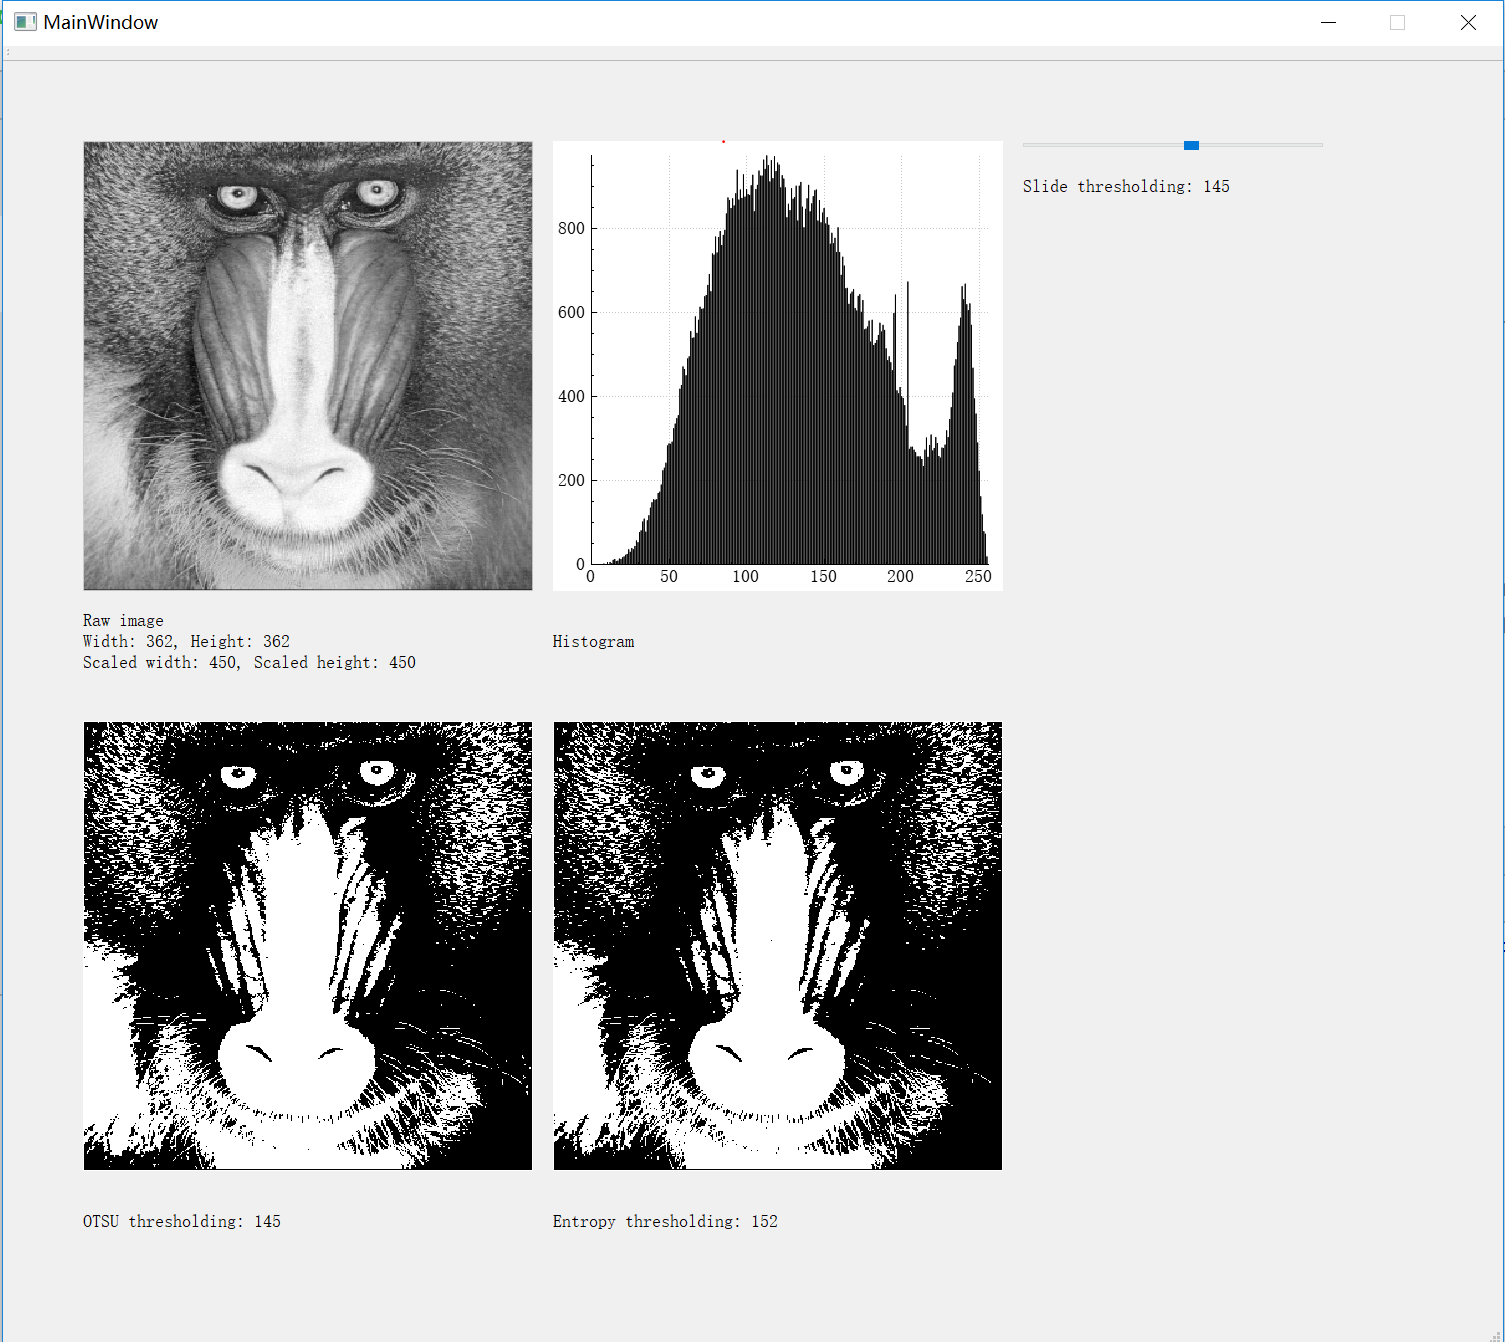 MainWindow
Slide thresholding: 145
800
600
400
200
0
0 50 100 150 200 250
Raw image
Width: 362, Height: 362
Scaled width: 450, Scaled height: 450
Histogram
OTSU thresholding: 145
Entropy thresholding: 152